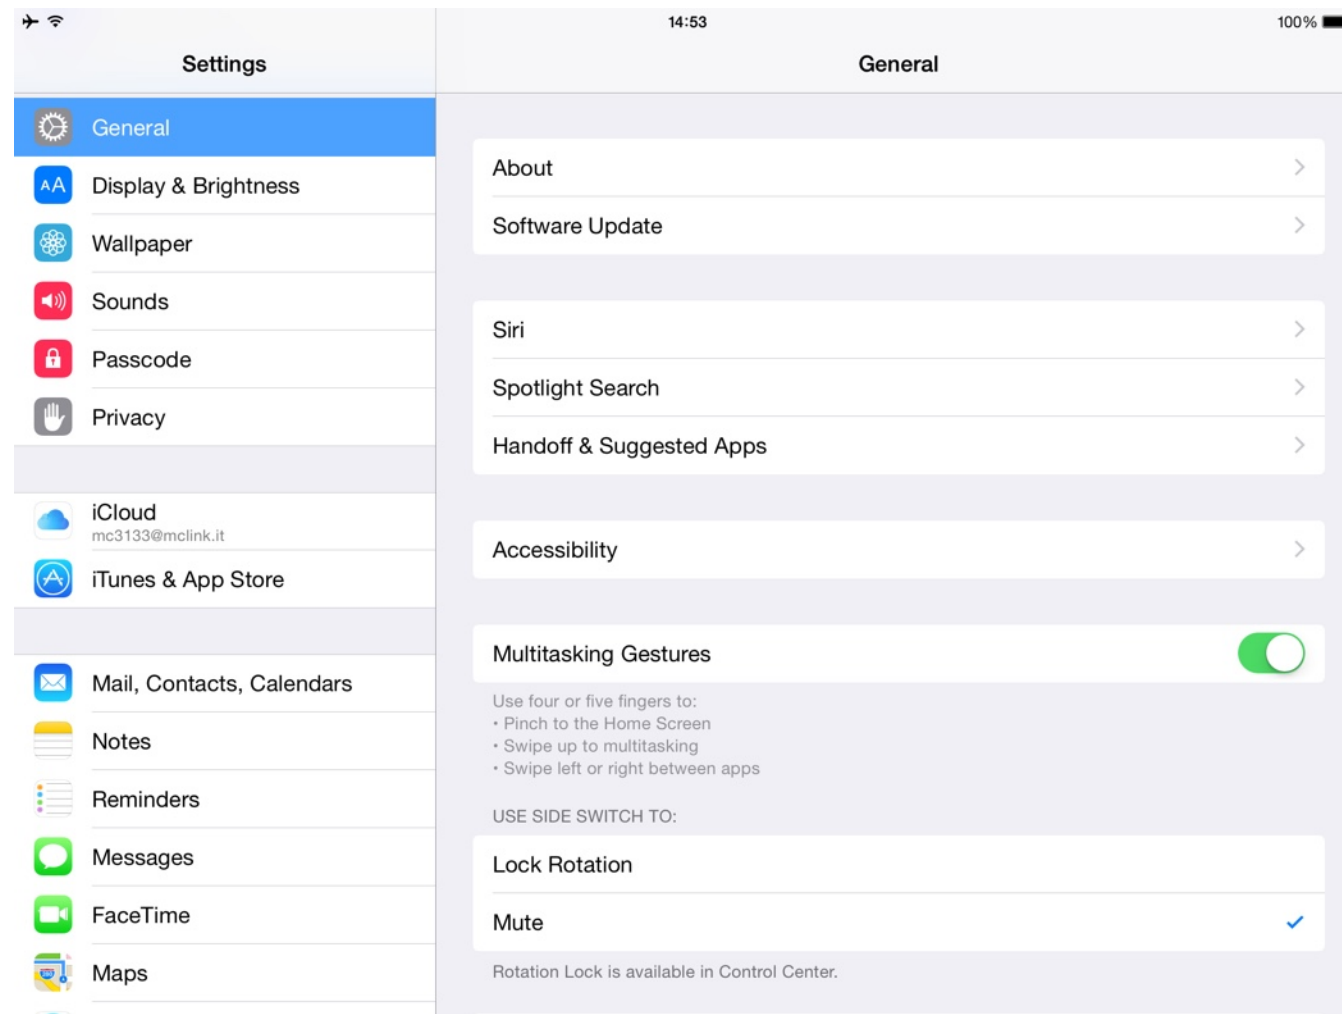 14:53
100%
Settings
General
General
Display & Brightness
Wallpaper
Sounds
Passcode
Privacy
iCloud
mc3133@mclink.it
iTunes & App Store
Mail, Contacts, Calendars
Notes
Reminders
Messages
FaceTime
Maps
About
Software Update
Siri
Spotlight Search
Handoff & Suggested Apps
Accessibility
Multitasking Gestures
Use four or five fingers to:
• Pinch to the Home Screen
• Swipe up to multitasking
• Swipe left or right between apps
USE SIDE SWITCH TO:
Lock Rotation
Mute
Rotation Lock is available in Control Center.